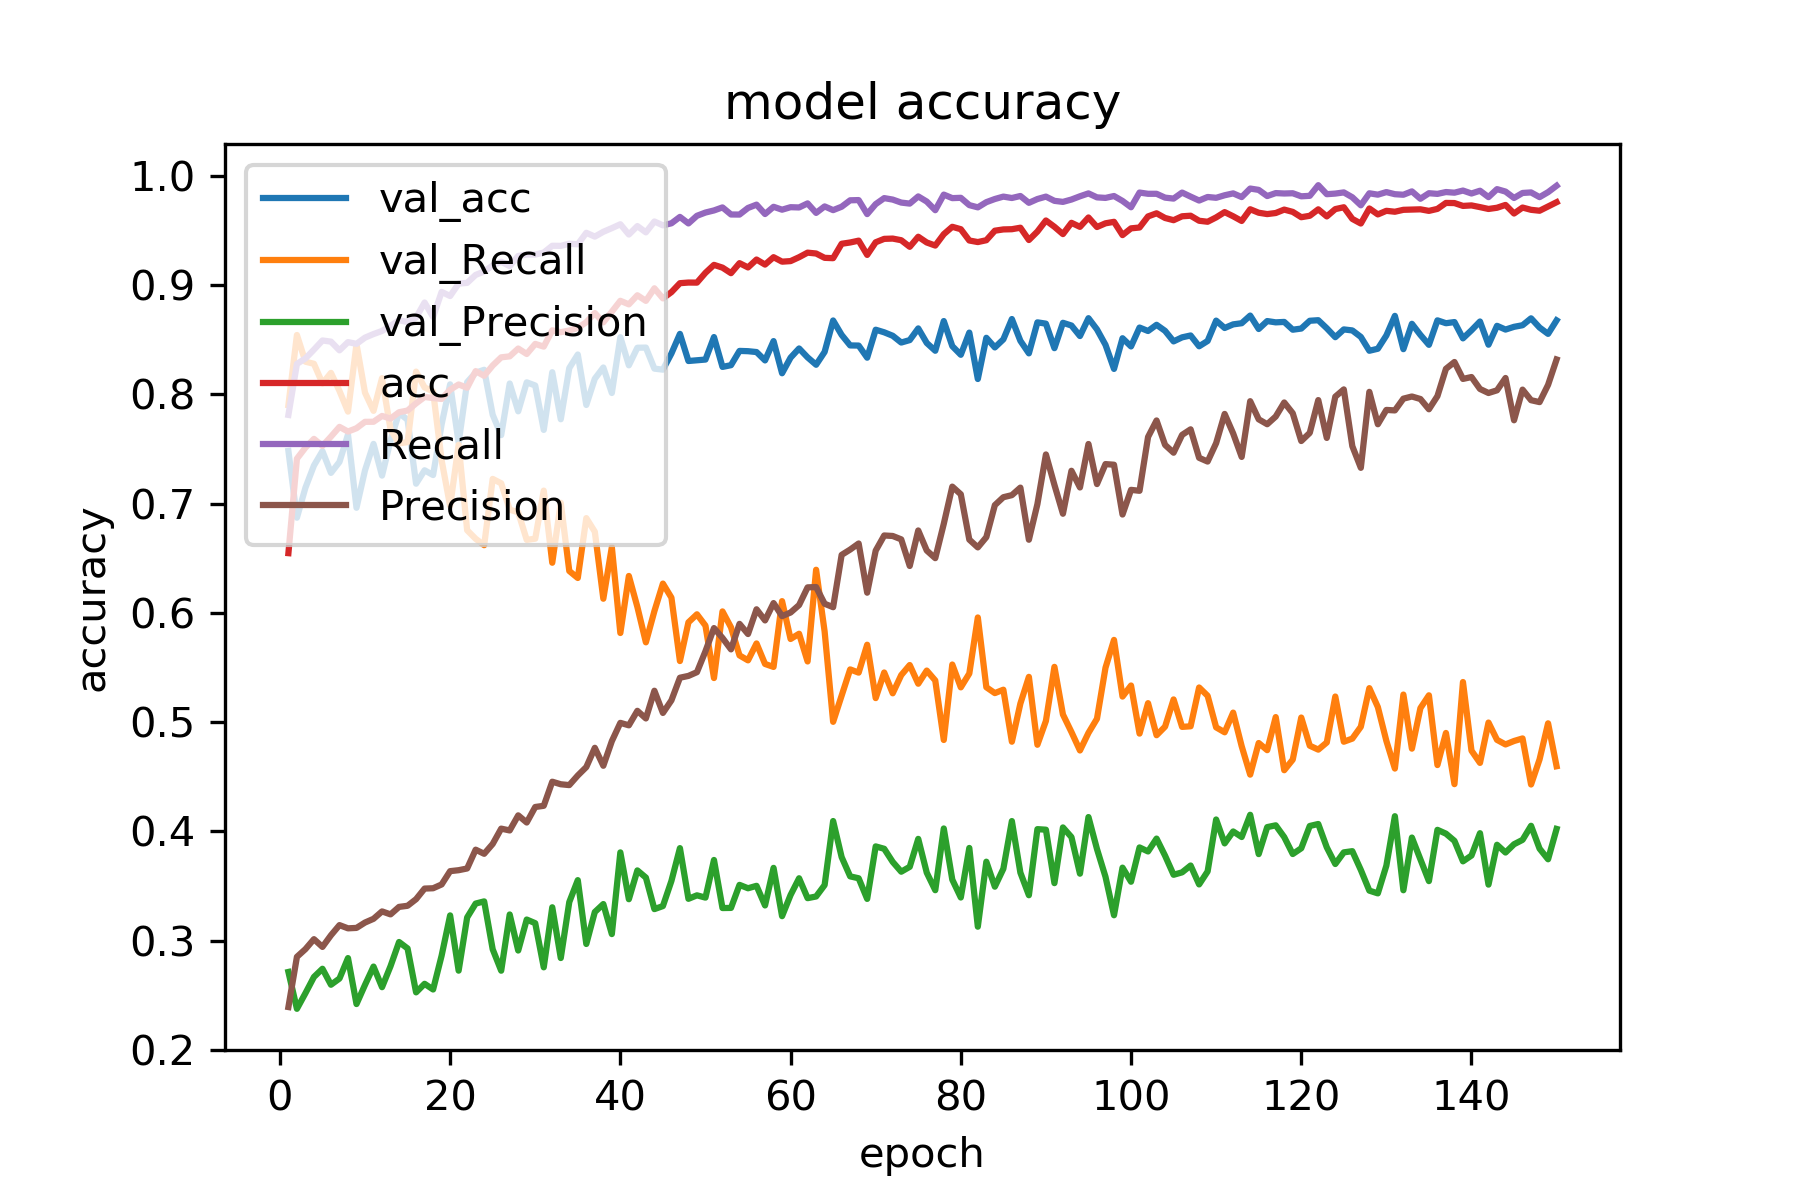 model accuracy
1.0
0.9
0.8
0.7
0.6
0.5
0.4
0.3
0.2
accuracy
val_acc
val_Recall
val_Precision
acc
Recall
Precision
0 20 40 60 80 100 120 140
epoch